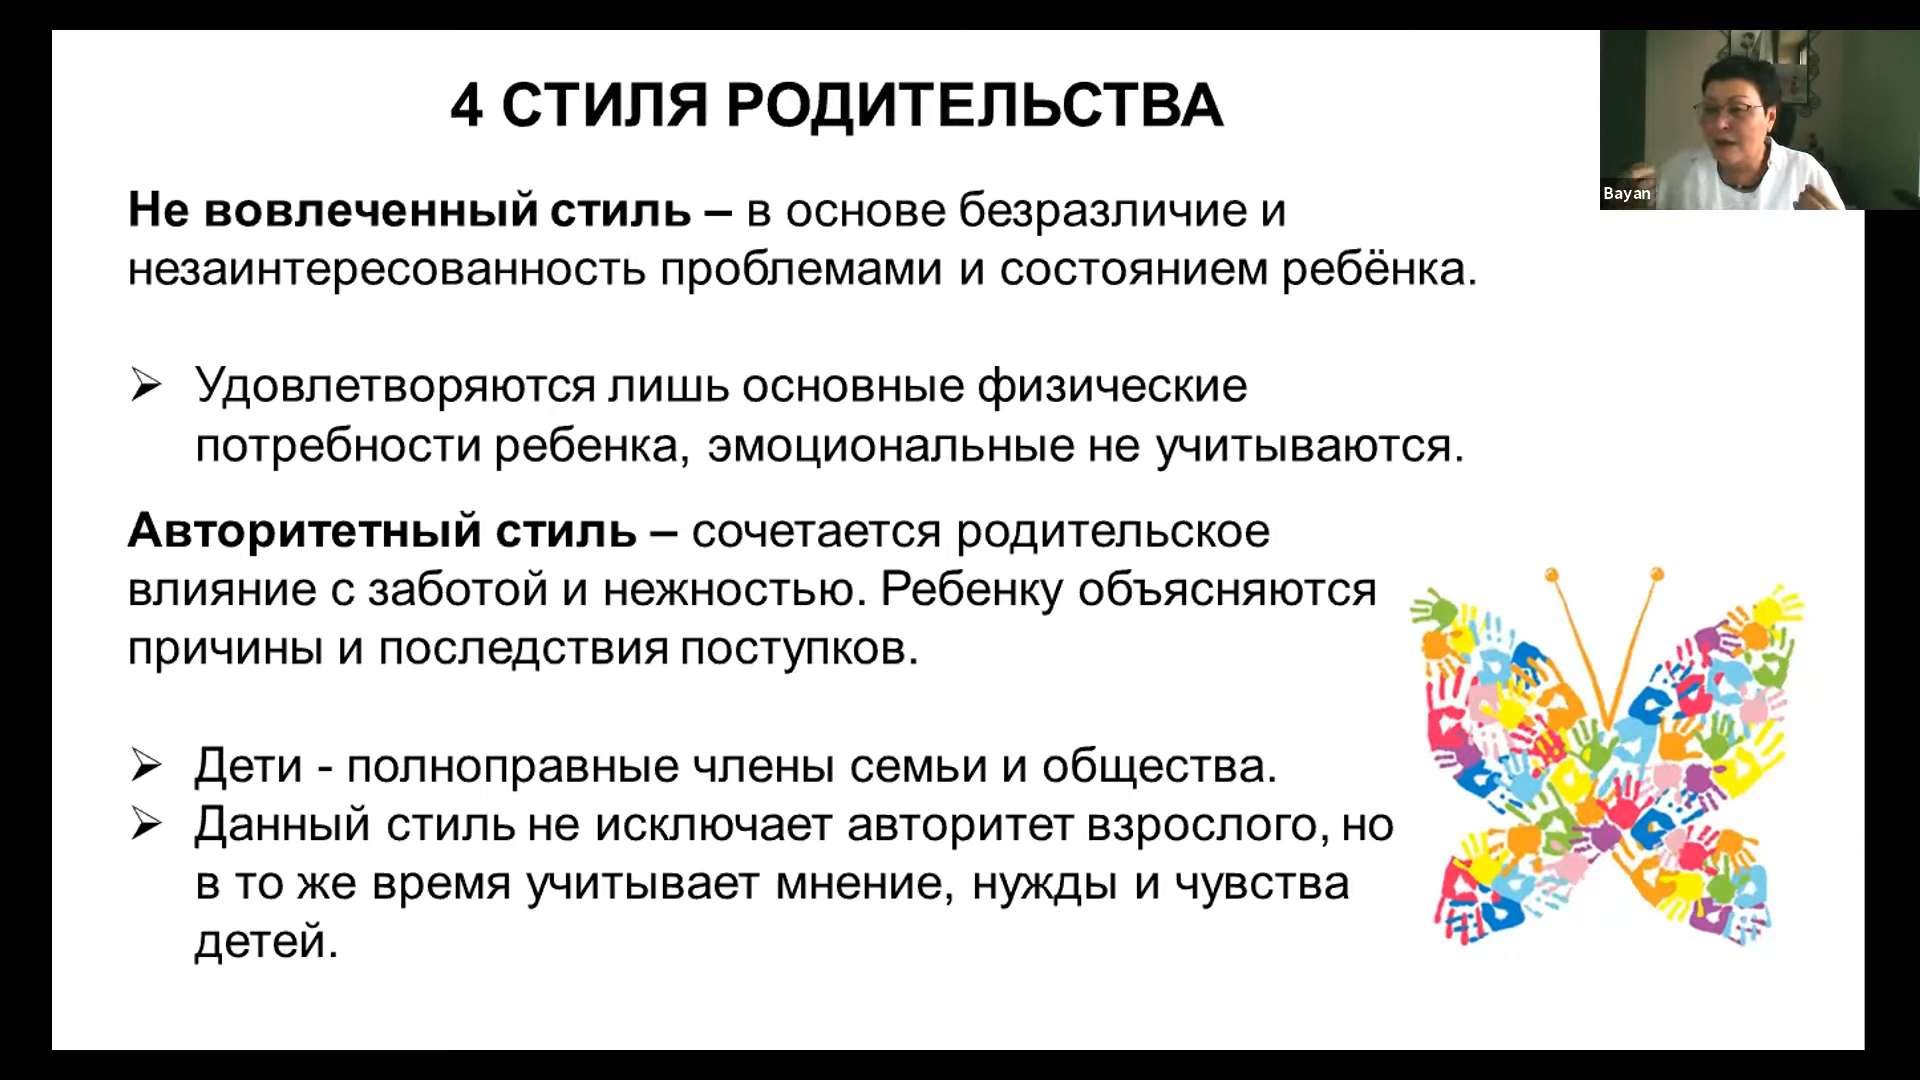 4 СТИЛЯ РОДИТЕЛЬСТВА
Bayan
Не вовлеченный стиль – в основе безразличие и
незаинтересованность проблемами и состоянием ребёнка.
Удовлетворяются лишь основные физические
потребности ребенка, эмоциональные не учитываются.
Авторитетный стиль – сочетается родительское
влияние с заботой и нежностью. Ребенку объясняются
причины и последствия поступков.
Дети - полноправные члены семьи и общества.
Данный стиль не исключает авторитет взрослого, но
в то же время учитывает мнение, нужды и чувства
детей.